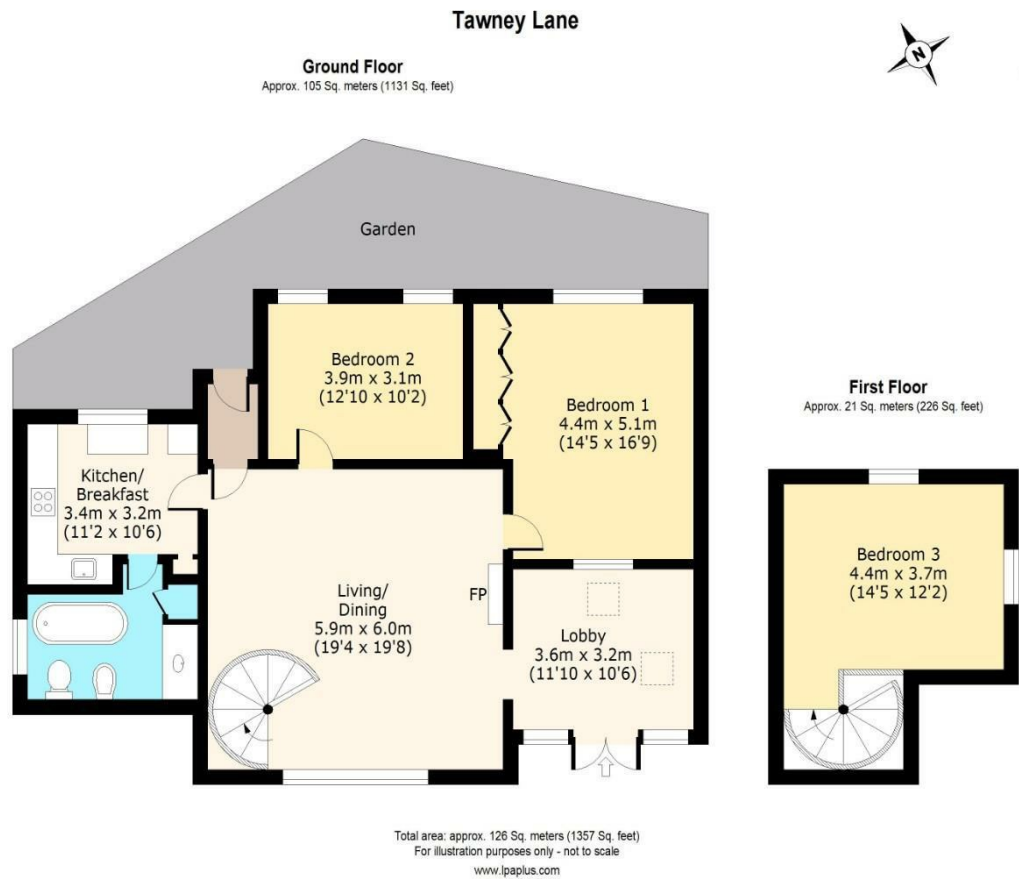 Tawney Lane
N
Ground Floor
Approx. 105 Sq. meters (1131 Sq. feet)
Garden
Bedroom 2
3.9m x 3.1m
(12'10 x 10'2)
Bedroom 1
4.4m x 5.1m
(14'5 x 16'9)
Kitchen/
Breakfast
3.4m x 3.2m
(11'2 x 10'6)
Living/
Dining
5.9m x 6.0m
(19'4 x 19'8)
FP
Lobby
3.6m x 3.2m
(11'10 x 10'6)
First Floor
Approx. 21 Sq. meters (226 Sq. feet)
Bedroom 3
4.4m x 3.7m
(14'5 x 12'2)
Total area: approx. 126 Sq. meters (1357 Sq. feet)
For illustration purposes only - not to scale
www.lpaplus.com